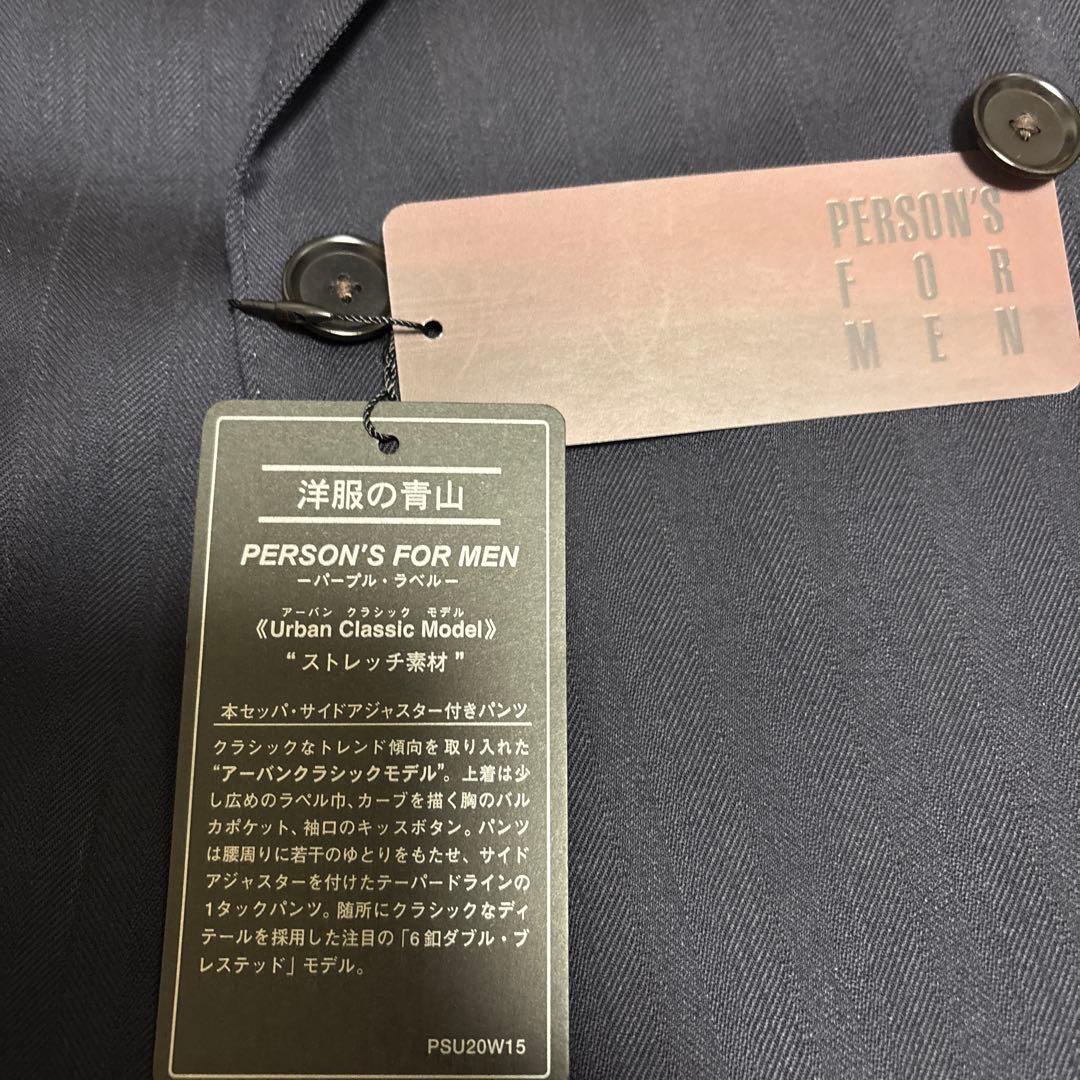 PERSON'S
FOR
MEN
洋服の青山
PERSON'S FOR MEN
－パープル・ラベル－
アーバン クラシック モデル
《Urban Classic Model》
“ストレッチ素材”
本セッパ・サイドアジャスター付きパンツ
クラシックなトレンド傾向を取り入れた
“アーバンクラシックモデル”。上着は少
し広めのラペル巾、カーブを描く胸のバル
カポケット、袖口のキッスボタン。パンツ
は腰周りに若干のゆとりをもたせ、サイド
アジャスターを付けたテーパードラインの
1タックパンツ。随所にクラシックなディ
テールを採用した注目の「6釦ダブル・ブ
レステッド」モデル。
PSU20W15